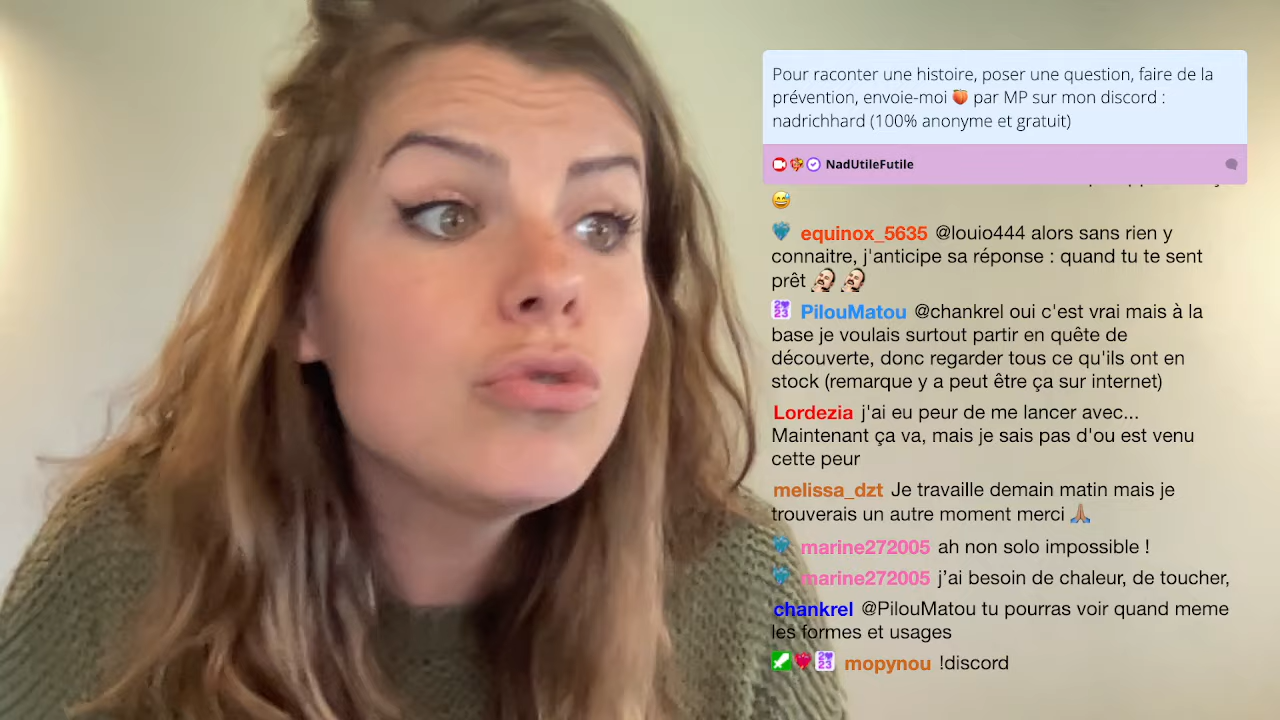 Pour raconter une histoire, poser une question, faire de la
prévention, envoie-moi 🍑 par MP sur mon discord :
nadrichhard (100% anonyme et gratuit)
NadUtileFutile
😅
equinox_5635 @louio444 alors sans rien y
connaitre, j'anticipe sa réponse : quand tu te sent
prêt
PilouMatou @chankrel oui c'est vrai mais à la
base je voulais surtout partir en quête de
découverte, donc regarder tous ce qu'ils ont en
stock (remarque y a peut être ça sur internet)
Lordezia j'ai eu peur de me lancer avec...
Maintenant ça va, mais je sais pas d'ou est venu
cette peur
melissa_dzt Je travaille demain matin mais je
trouverais un autre moment merci 🙏🏽
marine272005 ah non solo impossible !
marine272005 j’ai besoin de chaleur, de toucher,
chankrel @PilouMatou tu pourras voir quand meme
les formes et usages
mopynou !discord